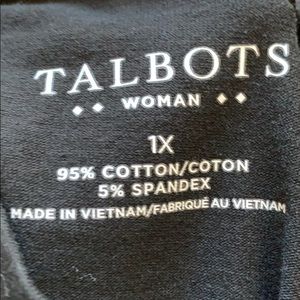 TALBOTS
WOMAN
1X
95% COTTON/COTON
5% SPANDEX
MADE IN VIETNAM/FABRIQUÉ AU VIETNAM